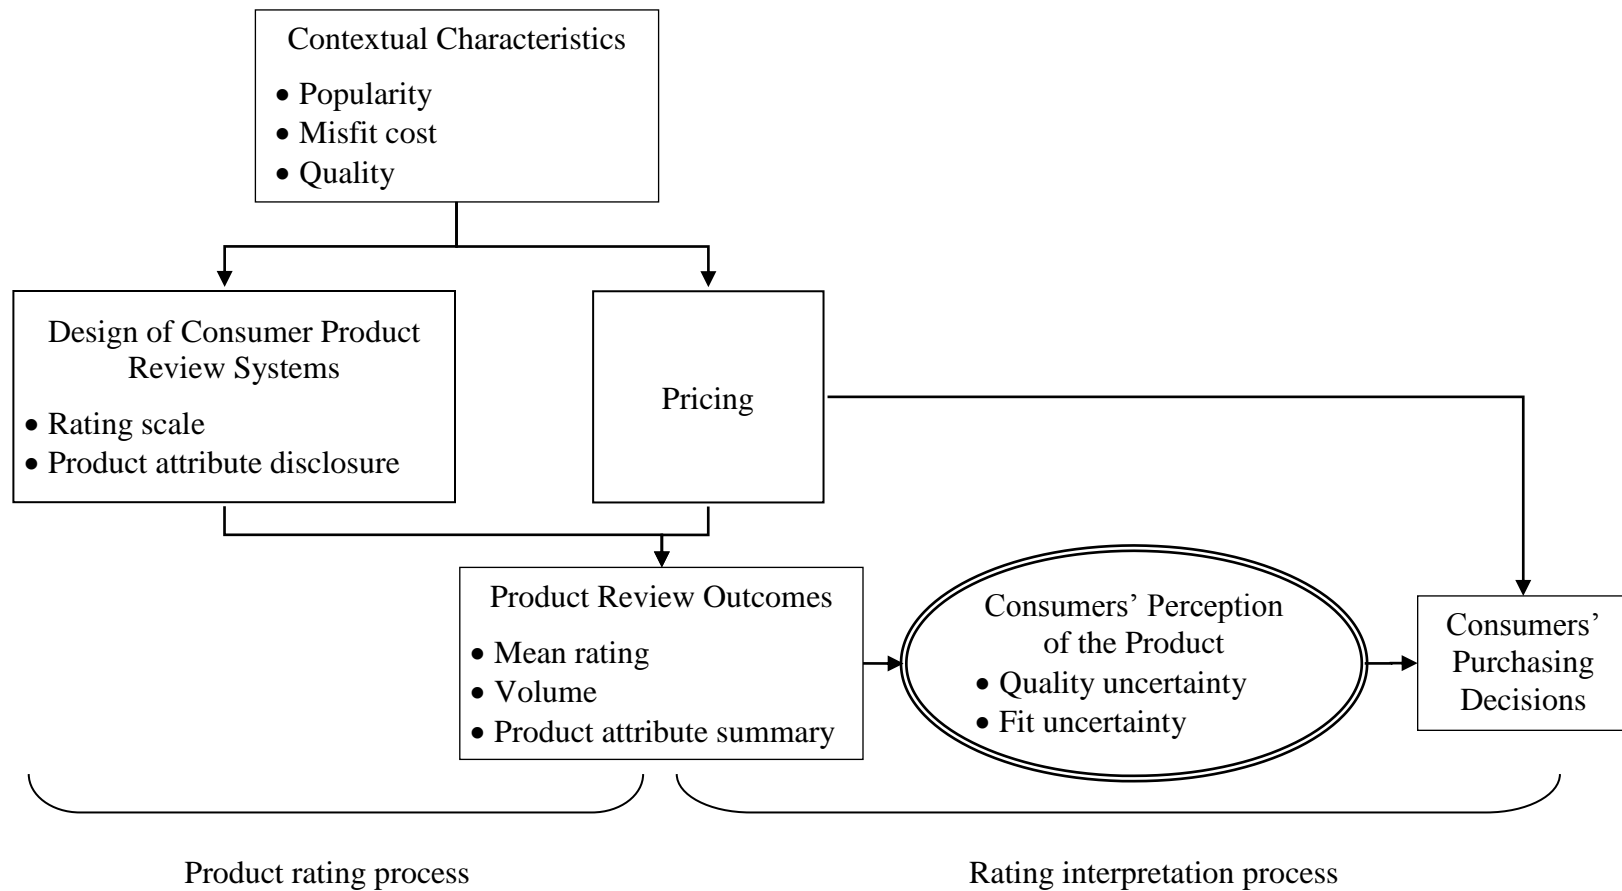 Contextual Characteristics
• Popularity
• Misfit cost
• Quality
Design of Consumer Product
Review Systems
• Rating scale
• Product attribute disclosure
Pricing
Product Review Outcomes
• Mean rating
• Volume
• Product attribute summary
Consumers’ Perception
of the Product
• Quality uncertainty
• Fit uncertainty
Consumers’
Purchasing
Decisions
Product rating process
Rating interpretation process